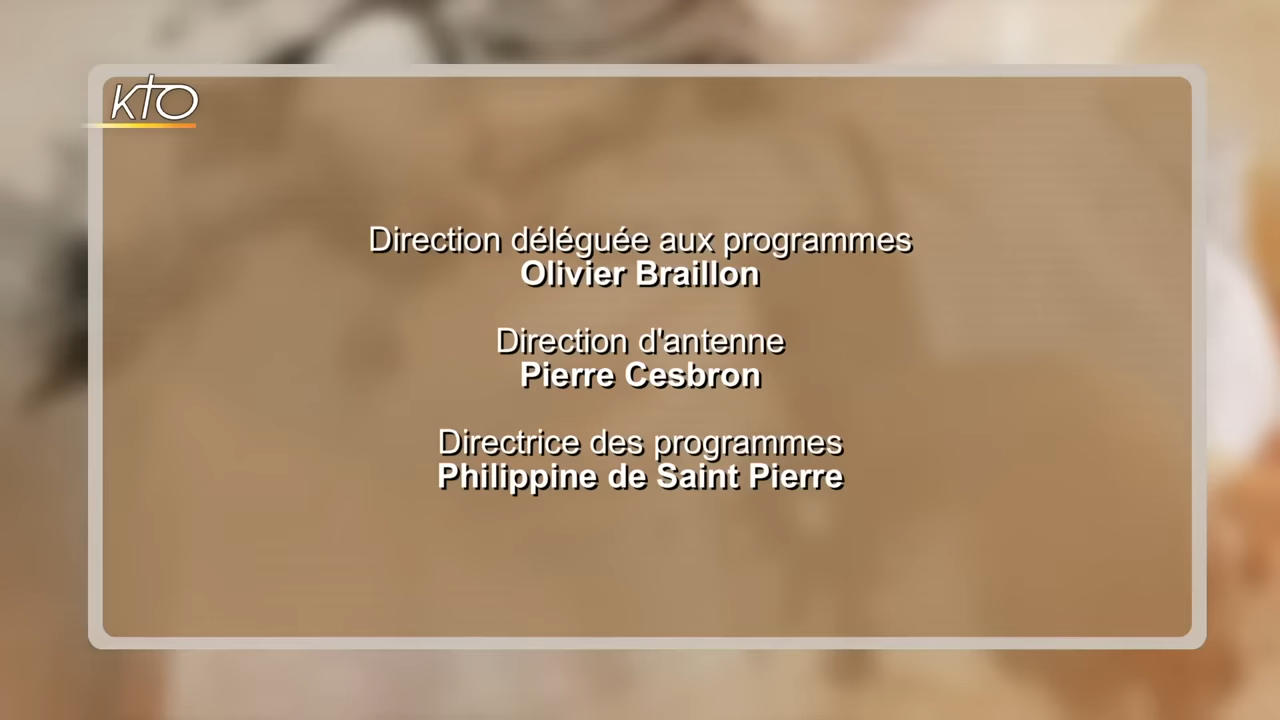 KTO
Direction déléguée aux programmes
Olivier Braillon
Direction d'antenne
Pierre Cesbron
Directrice des programmes
Philippine de Saint Pierre